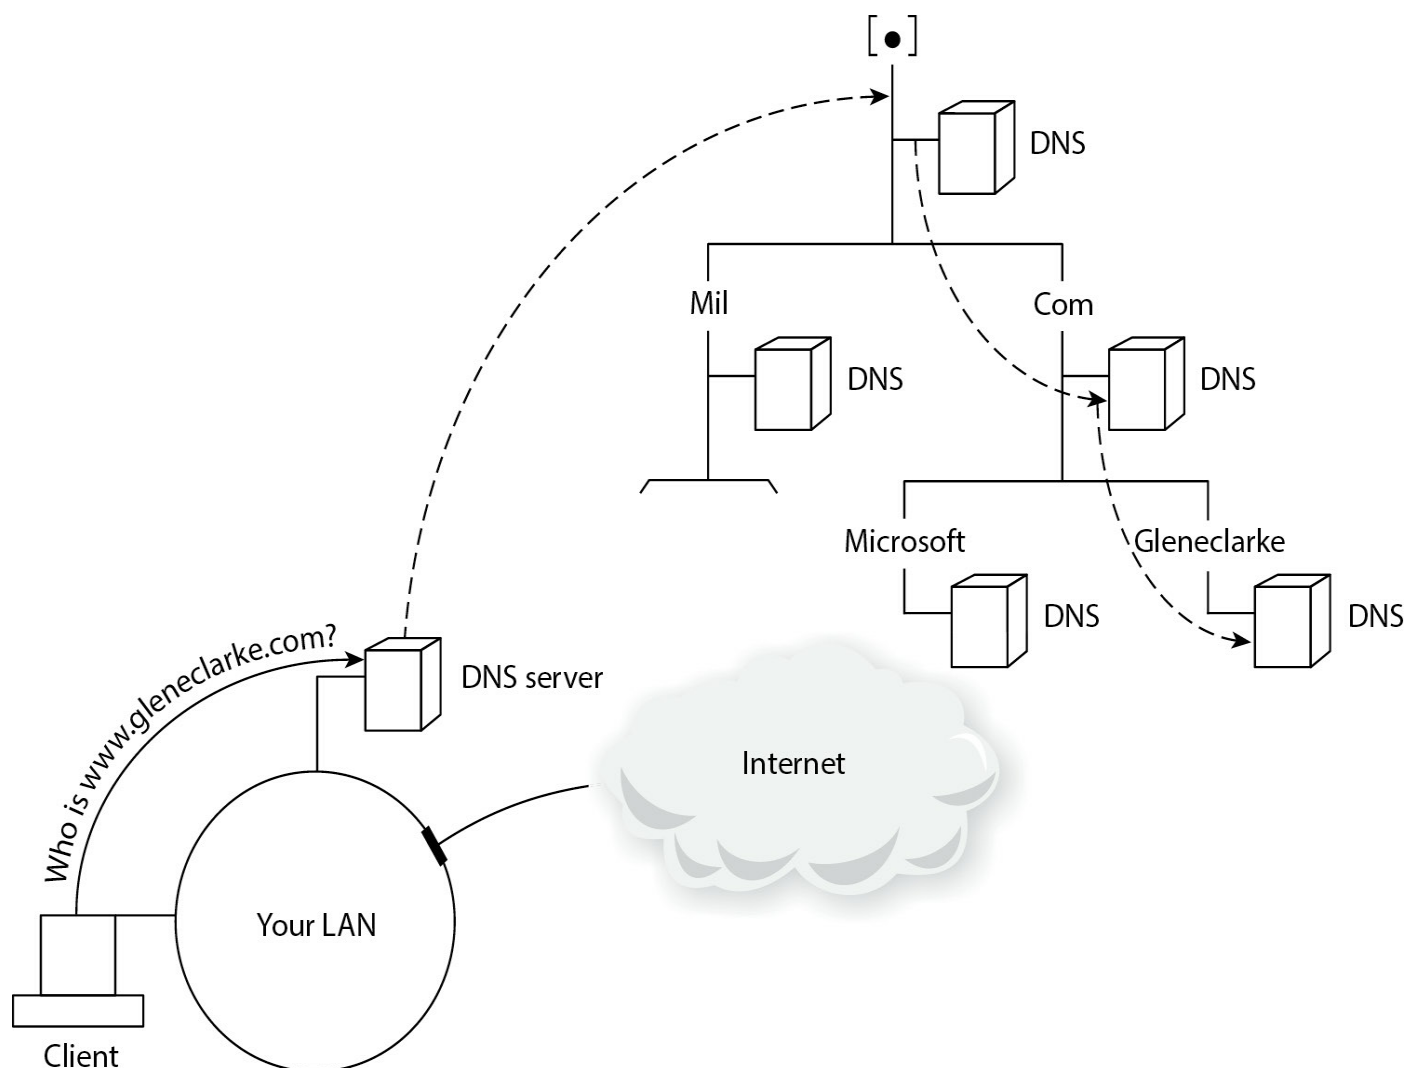 [●]
DNS
Mil
Com
DNS
DNS
Microsoft
Gleneclarke
DNS
DNS
Who is www.gleneclarke.com?
DNS server
Internet
Your LAN
Client